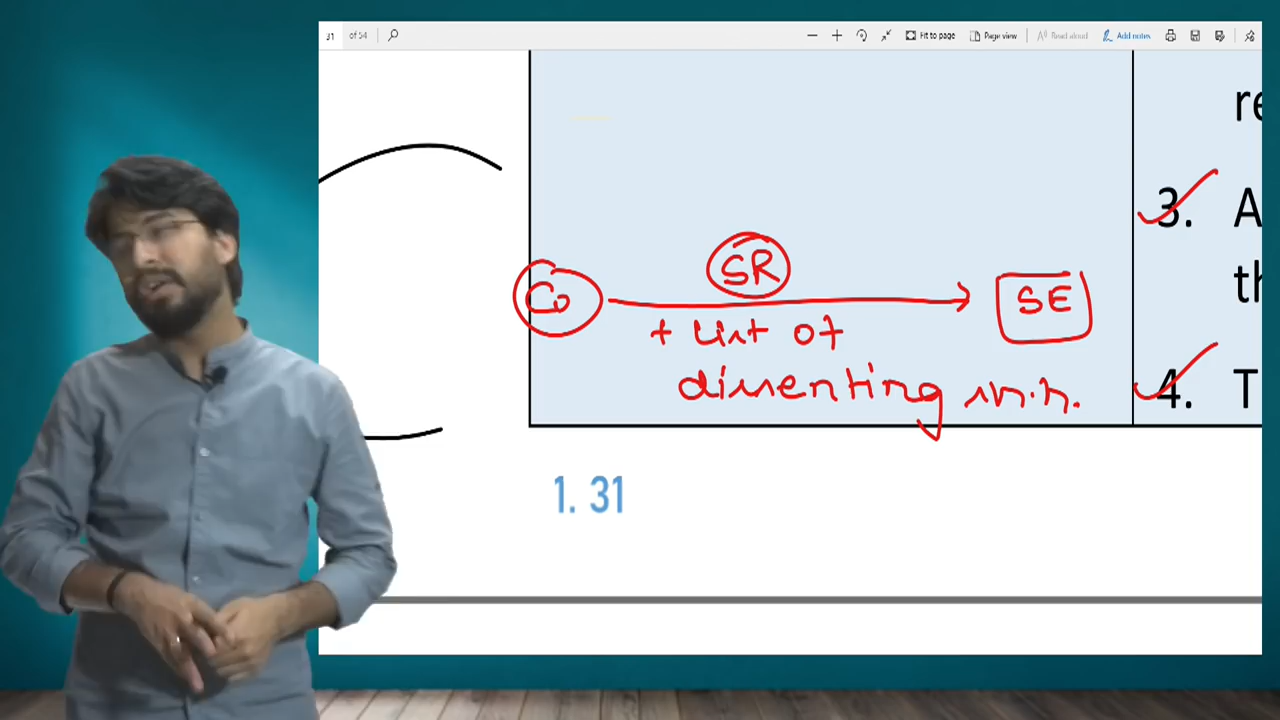 31 of 54 Fit to page Page view Read aloud Add notes
re
3. A
th
SR
Co SE
+ List of
dissenting
4. T
1. 31